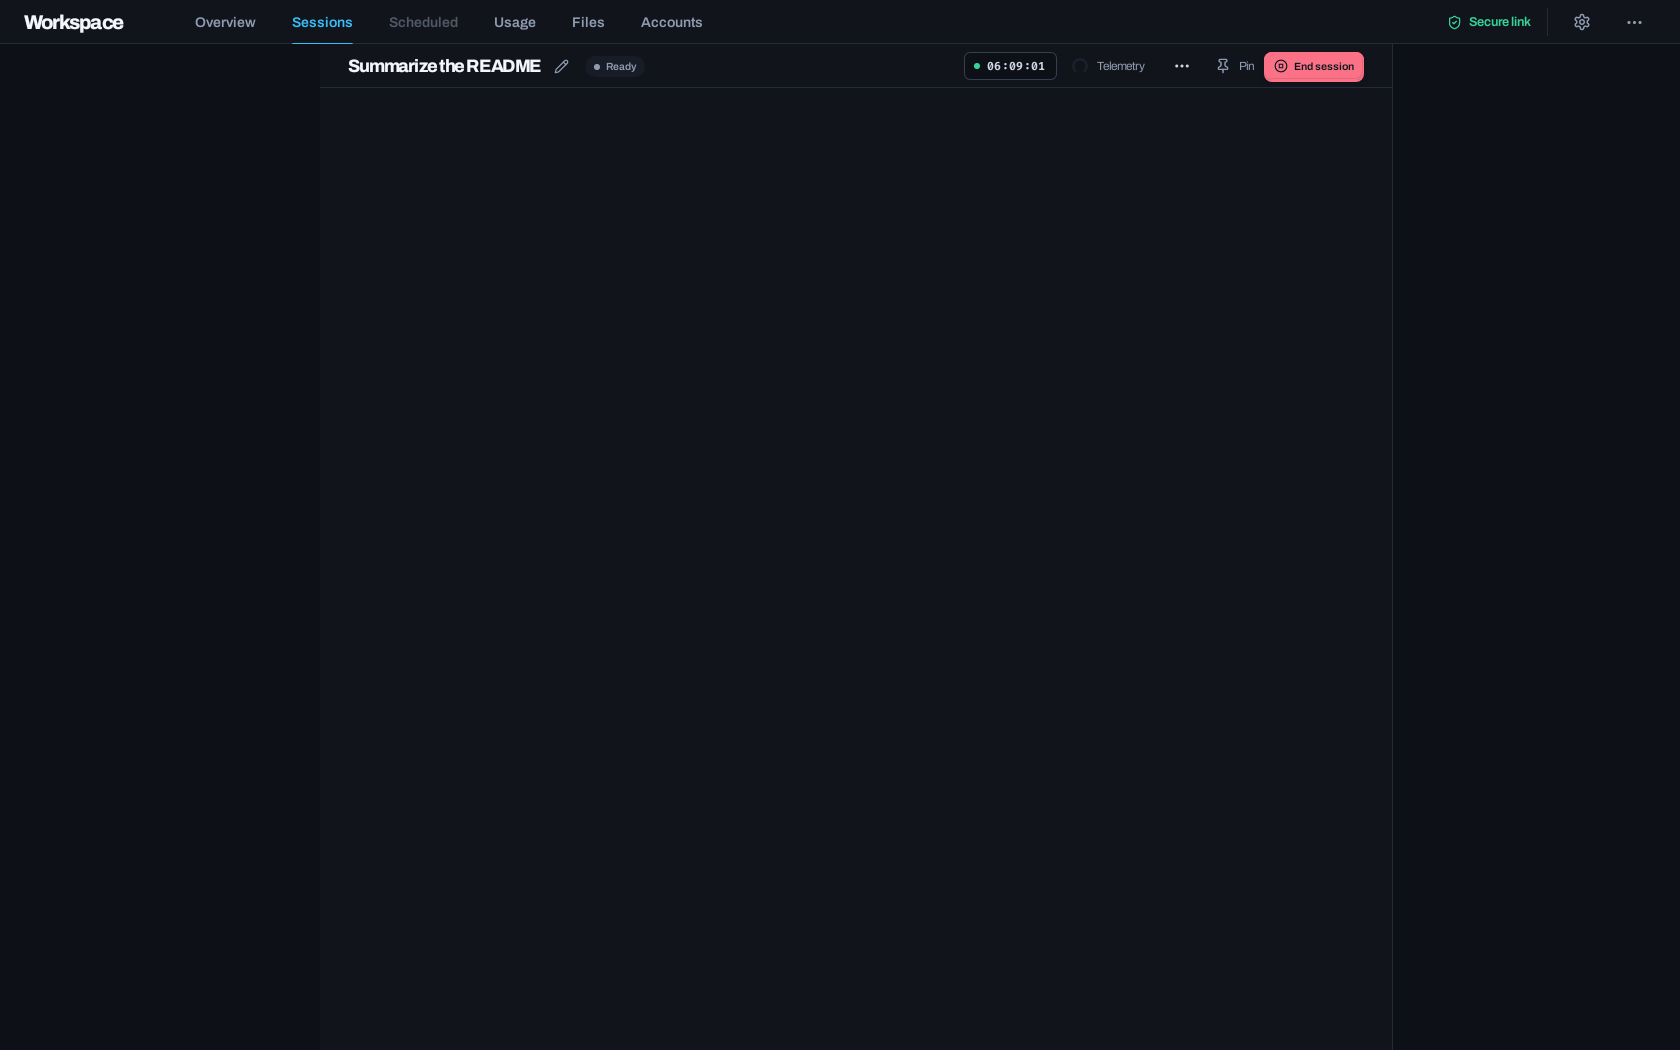 Workspace Overview Sessions Scheduled Usage Files Accounts Secure link
Summarize the README Ready 06:09:01 Telemetry Pin End session